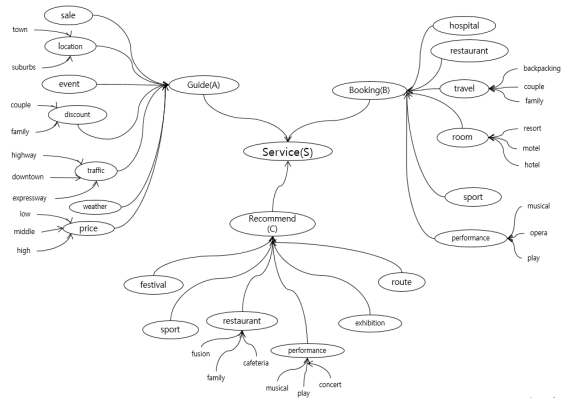 sale
town
location
suburbs
event
couple
discount
family
highway
traffic
downtown
expressway
weather
low
middle
price
high
Guide(A)
Booking(B)
hospital
restaurant
backpacking
travel
couple
family
resort
room
motel
hotel
sport
musical
performance
opera
play
Service(S)
Recommend
(C)
festival
sport
restaurant
fusion
cafeteria
family
performance
musical
concert
play
exhibition
route